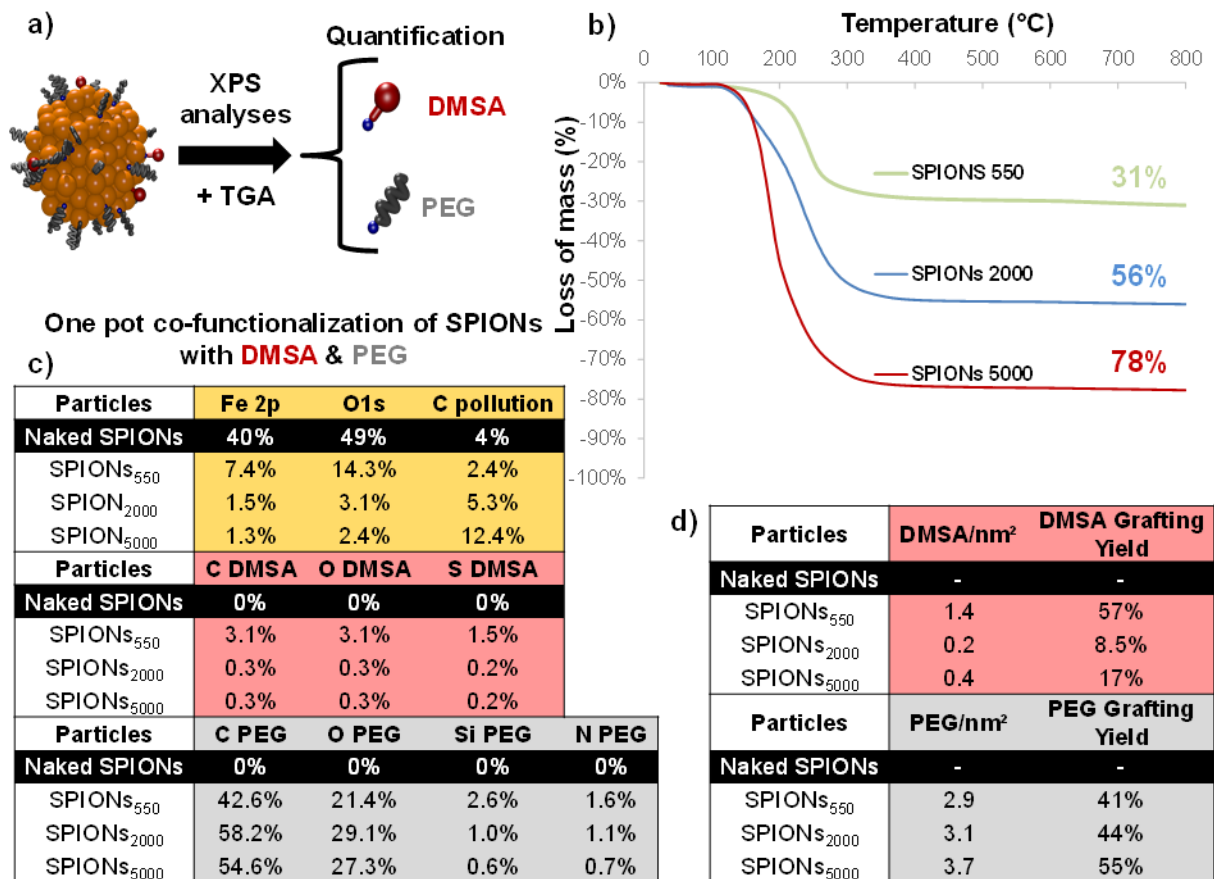 a)
XPS
analyses
+ TGA
Quantification
DMSA
PEG
One pot co-functionalization of SPIONs
with DMSA & PEG
b)
Temperature (°C)
0 100 200 300 400 500 600 700 800
Loss of mass (%)
0%
-10%
-20%
-30%
-40%
-50%
-60%
-70%
-80%
-90%
-100%
SPIONS 550 31%
SPIONs 2000 56%
SPIONs 5000 78%
c)
Particles Fe 2p O1s C pollution
Naked SPIONs 40% 49% 4%
SPIONs550 7.4% 14.3% 2.4%
SPION2000 1.5% 3.1% 5.3%
SPION5000 1.3% 2.4% 12.4%
Particles C DMSA O DMSA S DMSA
Naked SPIONs 0% 0% 0%
SPIONs550 3.1% 3.1% 1.5%
SPIONs2000 0.3% 0.3% 0.2%
SPIONs5000 0.3% 0.3% 0.2%
Particles C PEG O PEG Si PEG N PEG
Naked SPIONs 0% 0% 0% 0%
SPIONs550 42.6% 21.4% 2.6% 1.6%
SPIONs2000 58.2% 29.1% 1.0% 1.1%
SPIONs5000 54.6% 27.3% 0.6% 0.7%
d)
Particles DMSA/nm² DMSA Grafting
Yield
Naked SPIONs - -
SPIONs550 1.4 57%
SPIONs2000 0.2 8.5%
SPIONs5000 0.4 17%
Particles PEG/nm² PEG Grafting
Yield
Naked SPIONs - -
SPIONs550 2.9 41%
SPIONs2000 3.1 44%
SPIONs5000 3.7 55%